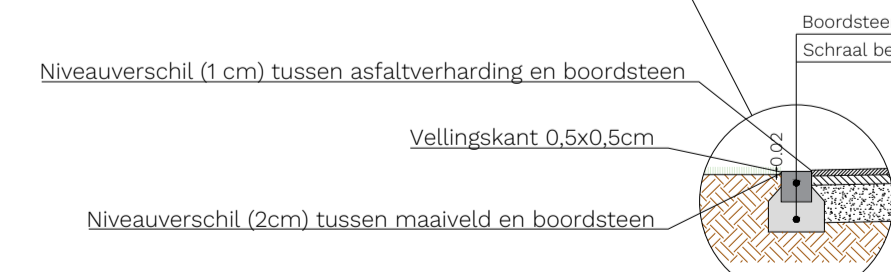 Boordstee
Schraal be
Niveauverschil (1 cm) tussen asfaltverharding en boordsteen
Vellingskant 0,5x0,5cm
0.02
Niveauverschil (2cm) tussen maaiveld en boordsteen